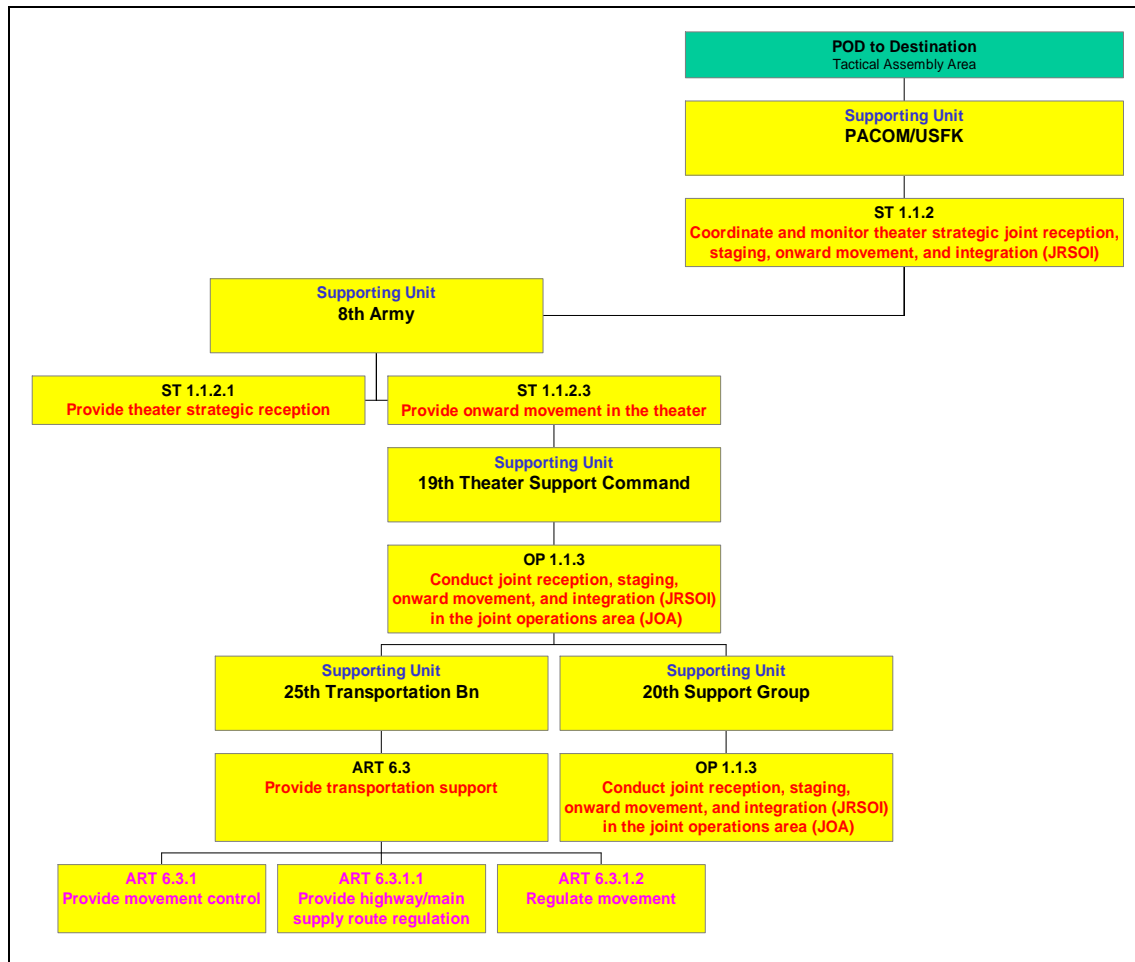 POD to Destination
Tactical Assembly Area
Supporting Unit
PACOM/USFK
ST 1.1.2
Coordinate and monitor theater strategic joint reception,
staging, onward movement, and integration (JRSOI)
Supporting Unit
8th Army
ST 1.1.2.1
Provide theater strategic reception
ST 1.1.2.3
Provide onward movement in the theater
Supporting Unit
19th Theater Support Command
OP 1.1.3
Conduct joint reception, staging,
onward movement, and integration (JRSOI)
in the joint operations area (JOA)
Supporting Unit
25th Transportation Bn
Supporting Unit
20th Support Group
ART 6.3
Provide transportation support
OP 1.1.3
Conduct joint reception, staging,
onward movement, and integration (JRSOI)
in the joint operations area (JOA)
ART 6.3.1
Provide movement control
ART 6.3.1.1
Provide highway/main
supply route regulation
ART 6.3.1.2
Regulate movement